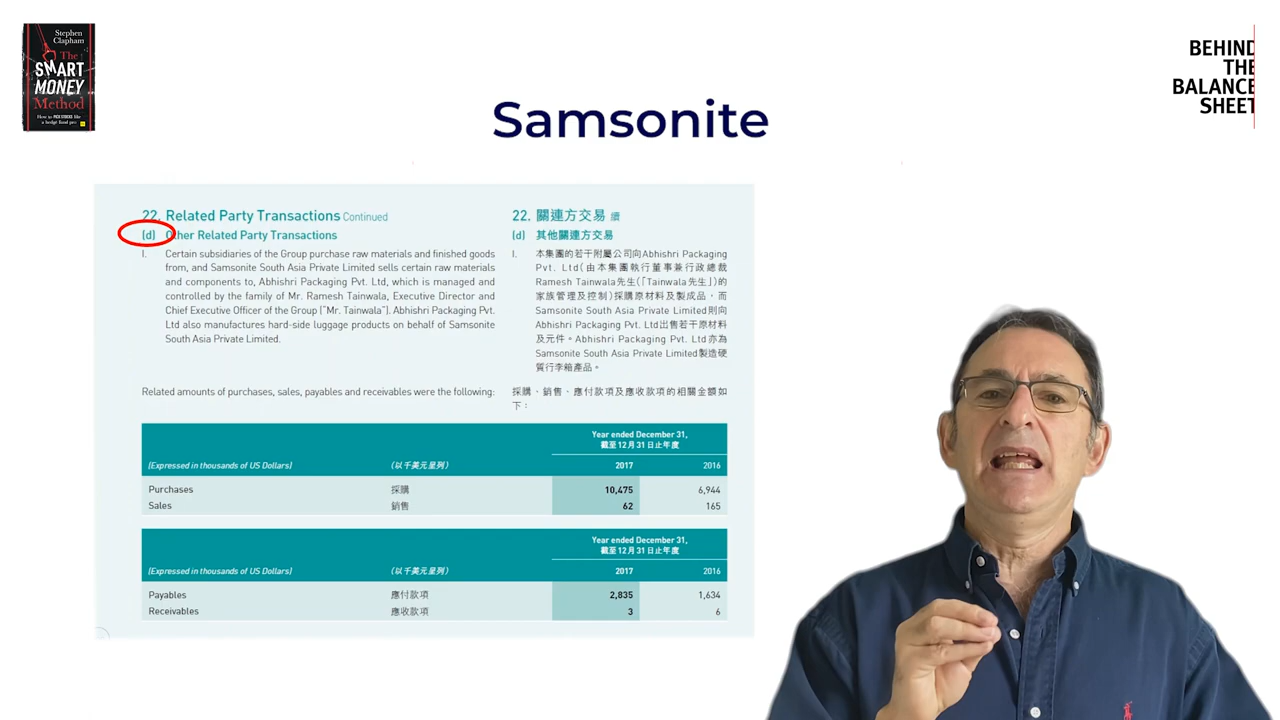 Stephen
Clapham
The
SMART
MONEY
Method
BEHIND
THE
BALANCE
SHEET
Samsonite
22. Related Party Transactions Continued
(d) Other Related Party Transactions
I. Certain subsidiaries of the Group purchase raw materials and finished goods
from, and Samsonite South Asia Private Limited sells certain raw materials
and components to, Abhishri Packaging Pvt. Ltd, which is managed and
controlled by the family of Mr. Ramesh Tainwala, Executive Director and
Chief Executive Officer of the Group ("Mr. Tainwala"). Abhishri Packaging Pvt.
Ltd also manufactures hard-side luggage products on behalf of Samsonite
South Asia Private Limited.
Related amounts of purchases, sales, payables and receivables were the following:
22. 關連方交易 續
(d) 其他關連方交易
I. 本集團的若干附屬公司向Abhishri Packaging
Pvt. Ltd(由本集團執行董事兼行政總裁
Ramesh Tainwala先生(「Tainwala先生」)的
家族管理及控制)採購原材料及製成品，而
Samsonite South Asia Private Limited則向
Abhishri Packaging Pvt. Ltd出售若干原材料
及元件。Abhishri Packaging Pvt. Ltd亦為
Samsonite South Asia Private Limited製造硬
質行李箱產品。
採購、銷售、應付款項及應收款項的相關金額如
下：
Year ended December 31,
截至12月31日止年度
(Expressed in thousands of US Dollars) (以千美元呈列) 2017 2016
Purchases 採購 10,475 6,944
Sales 銷售 62 165
Year ended December 31,
截至12月31日止年度
(Expressed in thousands of US Dollars) (以千美元呈列) 2017 2016
Payables 應付款項 2,835 1,634
Receivables 應收款項 3 6